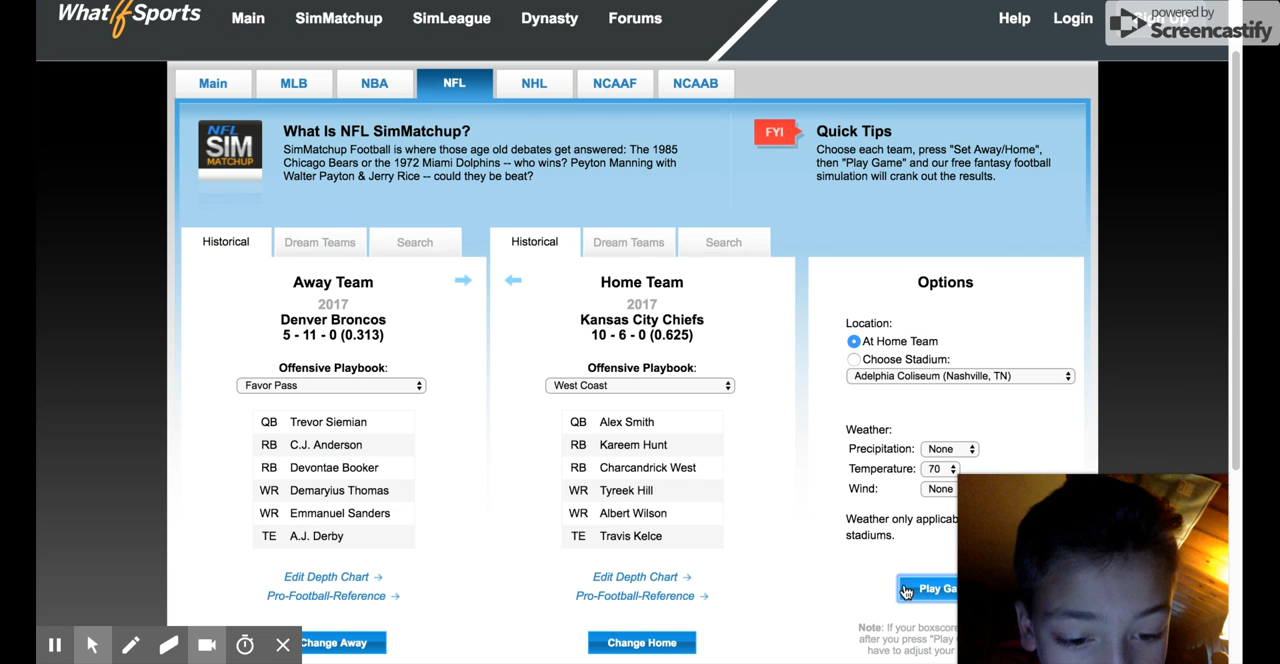 WhatifSports
Main SimMatchup SimLeague Dynasty Forums
Help Login
powered by
Screencastify
Main MLB NBA NFL NHL NCAAF NCAAB
NFL
SIM
MATCHUP
What Is NFL SimMatchup?
SimMatchup Football is where those age old debates get answered: The 1985
Chicago Bears or the 1972 Miami Dolphins -- who wins? Peyton Manning with
Walter Payton & Jerry Rice -- could they be beat?
FYI
Quick Tips
Choose each team, press "Set Away/Home",
then "Play Game" and our free fantasy football
simulation will crank out the results.
Historical Dream Teams Search
Away Team
2017
Denver Broncos
5 - 11 - 0 (0.313)
Offensive Playbook:
Favor Pass
QB Trevor Siemian
RB C.J. Anderson
RB Devontae Booker
WR Demaryius Thomas
WR Emmanuel Sanders
TE A.J. Derby
Edit Depth Chart →
Pro-Football-Reference →
Change Away
Historical Dream Teams Search
Home Team
2017
Kansas City Chiefs
10 - 6 - 0 (0.625)
Offensive Playbook:
West Coast
QB Alex Smith
RB Kareem Hunt
RB Charcandrick West
WR Tyreek Hill
WR Albert Wilson
TE Travis Kelce
Edit Depth Chart →
Pro-Football-Reference →
Change Home
Options
Location:
At Home Team
Choose Stadium:
Adelphia Coliseum (Nashville, TN)
Weather:
Precipitation: None
Temperature: 70
Wind: None
Weather only applicab
stadiums.
Play Ga
Note: If your boxscore
after you press "Play
have to adjust your